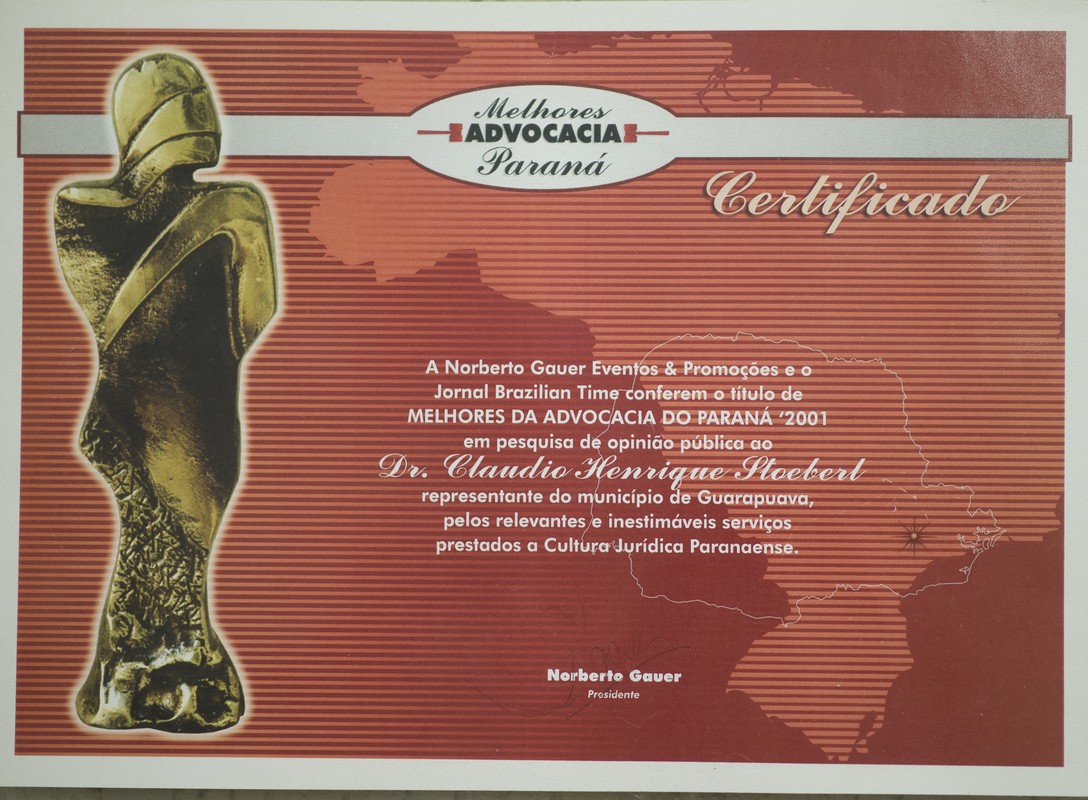 Melhores
ADVOCACIA
Paraná
Certificado
A Norberto Gauer Eventos & Promoções e o
Jornal Brazilian Time conferem o título de
MELHORES DA ADVOCACIA DO PARANÁ ‘2001
em pesquisa de opinião pública ao
Dr. Claudio Henrique Stoeberl
representante do município de Guarapuava,
pelos relevantes e inestimáveis serviços
prestados a Cultura Jurídica Paranaense.
Norberto Gauer
Presidente